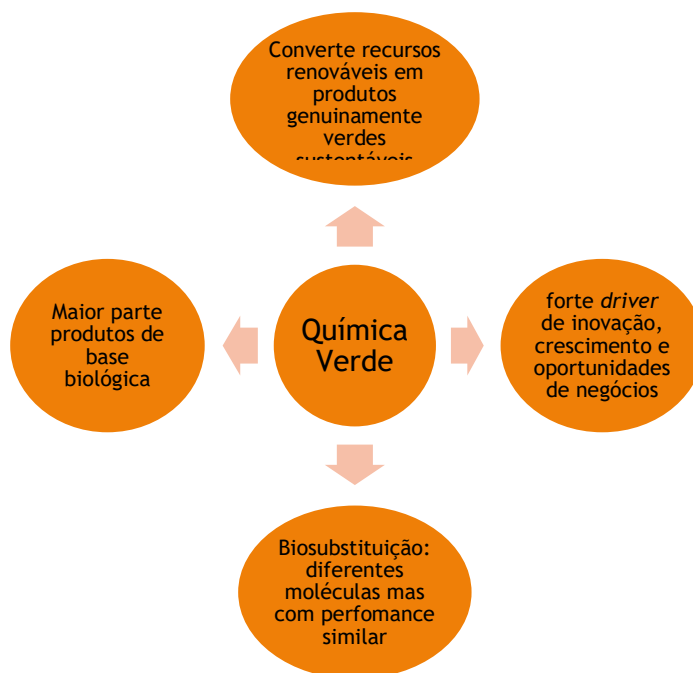 Converte recursos
renováveis em
produtos
genuinamente
verdes
sustentáveis
Maior parte
produtos de
base
biológica
Química
Verde
forte driver
de inovação,
crescimento e
oportunidades
de negócios
Biosubstituição:
diferentes
moléculas mas
com perfomance
similar